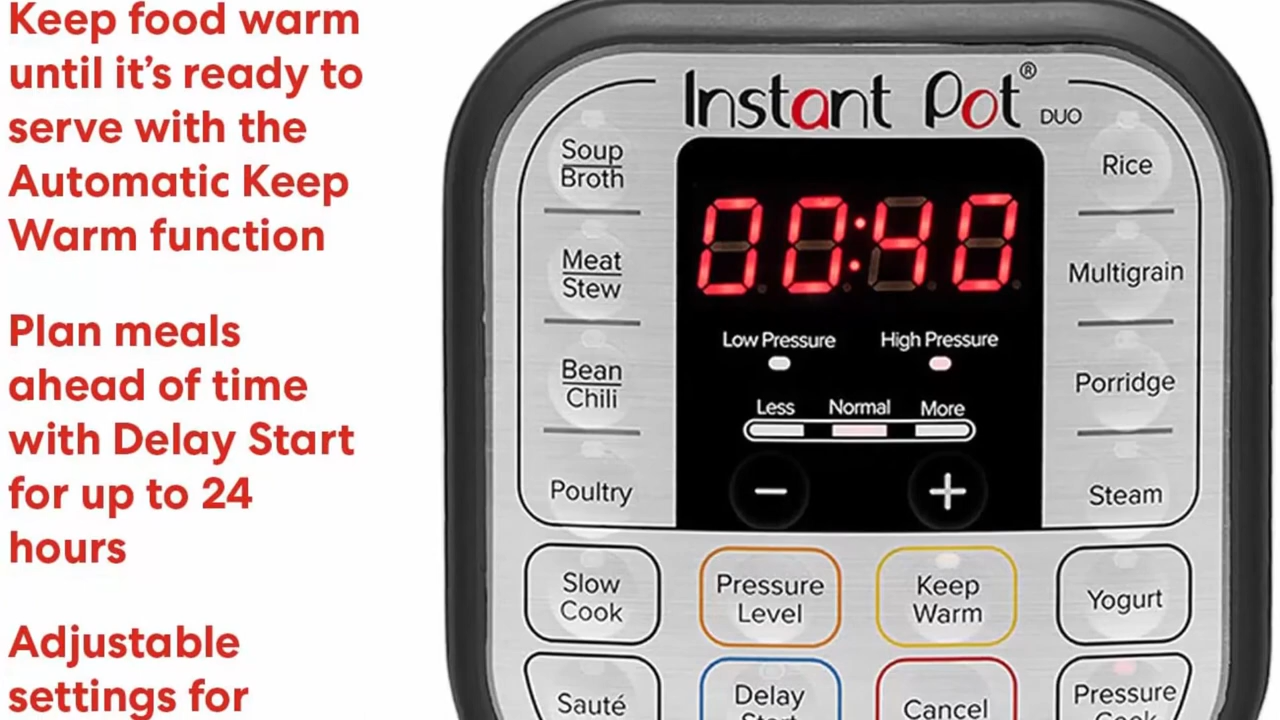 Keep food warm
until it's ready to
serve with the
Automatic Keep
Warm function
Plan meals
ahead of time
with Delay Start
for up to 24
hours
Adjustable
settings for
Instant Pot® DUO
Soup
Broth
Rice
00:40
Meat
Stew
Multigrain
Low Pressure
High Pressure
Bean
Chili
Porridge
Less Normal More
Poultry
− +
Steam
Slow
Cook
Pressure
Level
Keep
Warm
Yogurt
Sauté
Delay
Start
Cancel
Pressure
Cook